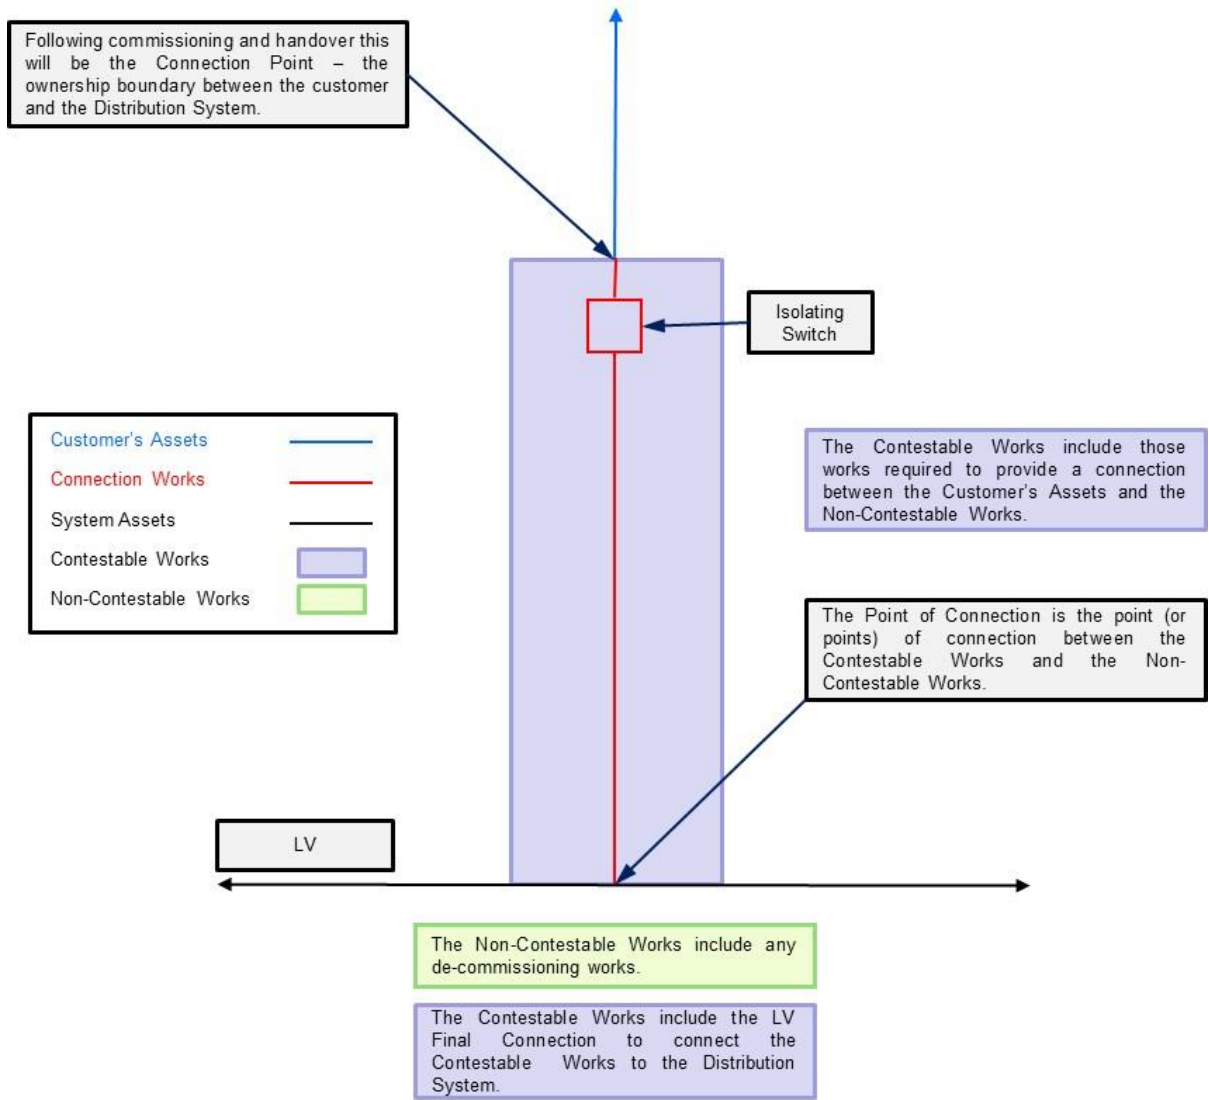 Following commissioning and handover this
will be the Connection Point – the
ownership boundary between the customer
and the Distribution System.
Isolating
Switch
Customer's Assets
Connection Works
System Assets
Contestable Works
Non-Contestable Works
The Contestable Works include those
works required to provide a connection
between the Customer's Assets and the
Non-Contestable Works.
The Point of Connection is the point (or
points) of connection between the
Contestable Works and the Non-
Contestable Works.
LV
The Non-Contestable Works include any
de-commissioning works.
The Contestable Works include the LV
Final Connection to connect the
Contestable Works to the Distribution
System.